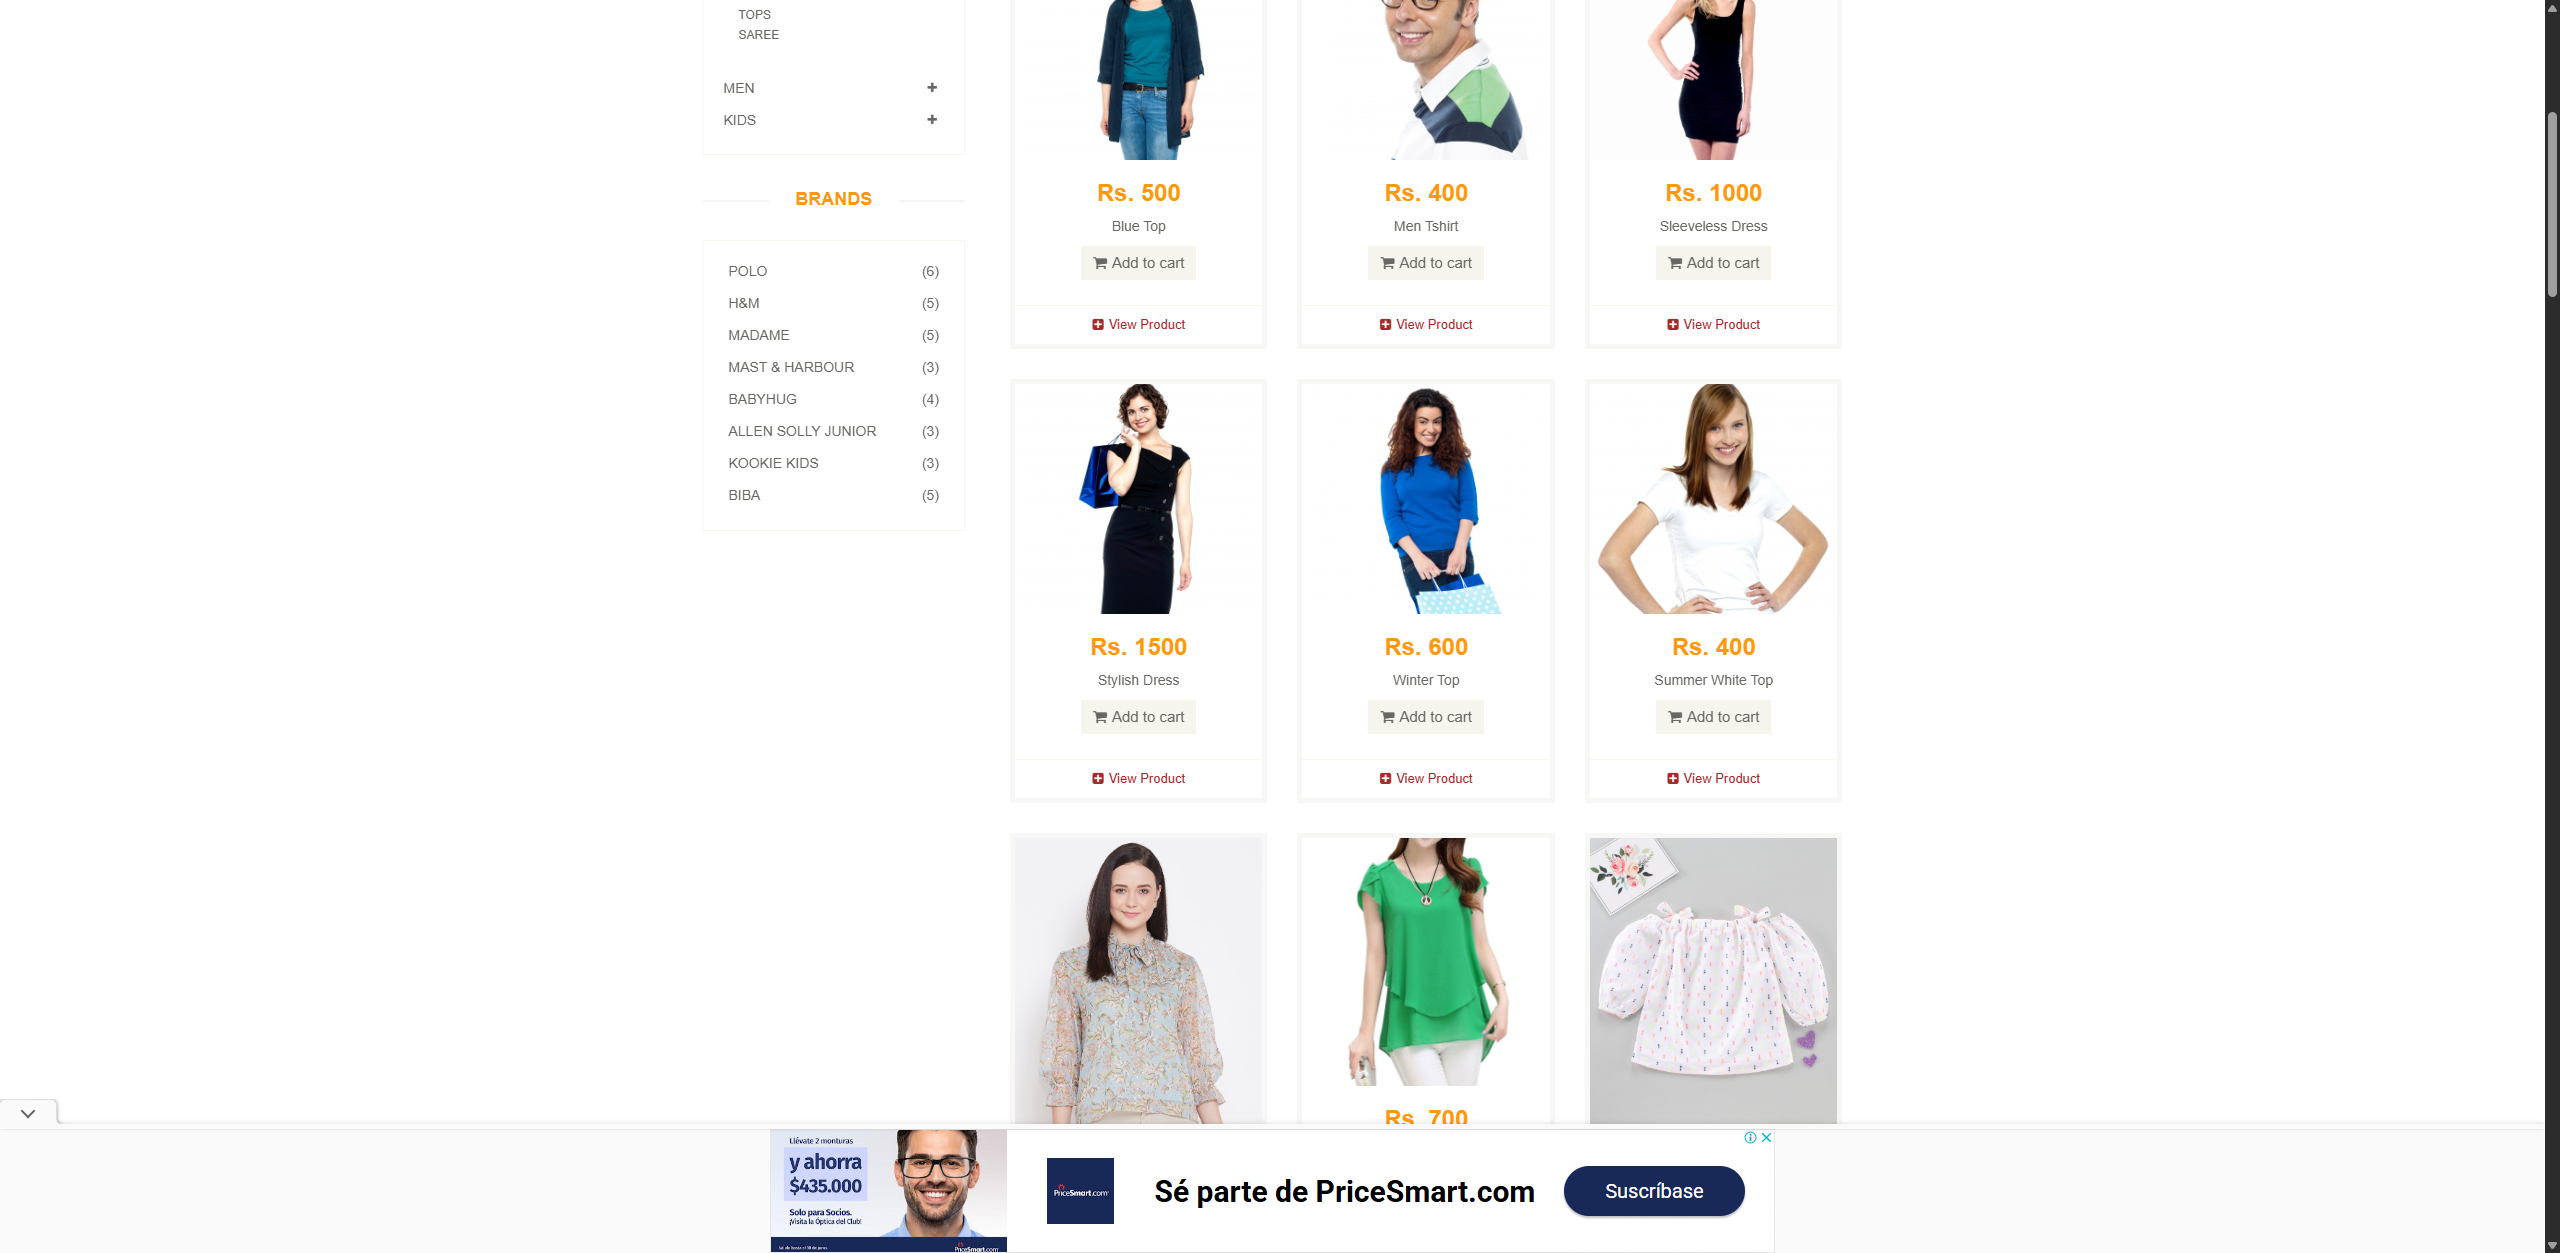 TOPS
SAREE
MEN
KIDS
BRANDS
POLO (6)
H&M (5)
MADAME (5)
MAST & HARBOUR (3)
BABYHUG (4)
ALLEN SOLLY JUNIOR (3)
KOOKIE KIDS (3)
BIBA (5)
Rs. 500
Blue Top
Add to cart
View Product
Rs. 400
Men Tshirt
Add to cart
View Product
Rs. 1000
Sleeveless Dress
Add to cart
View Product
Rs. 1500
Stylish Dress
Add to cart
View Product
Rs. 600
Winter Top
Add to cart
View Product
Rs. 400
Summer White Top
Add to cart
View Product
Rs. 700
Llévate 2 monturas
y ahorra
$435.000
Solo para Socios.
¡Visita la Óptica del Club!
PriceSmart.com
PriceSmart.com
Sé parte de PriceSmart.com
Suscríbase